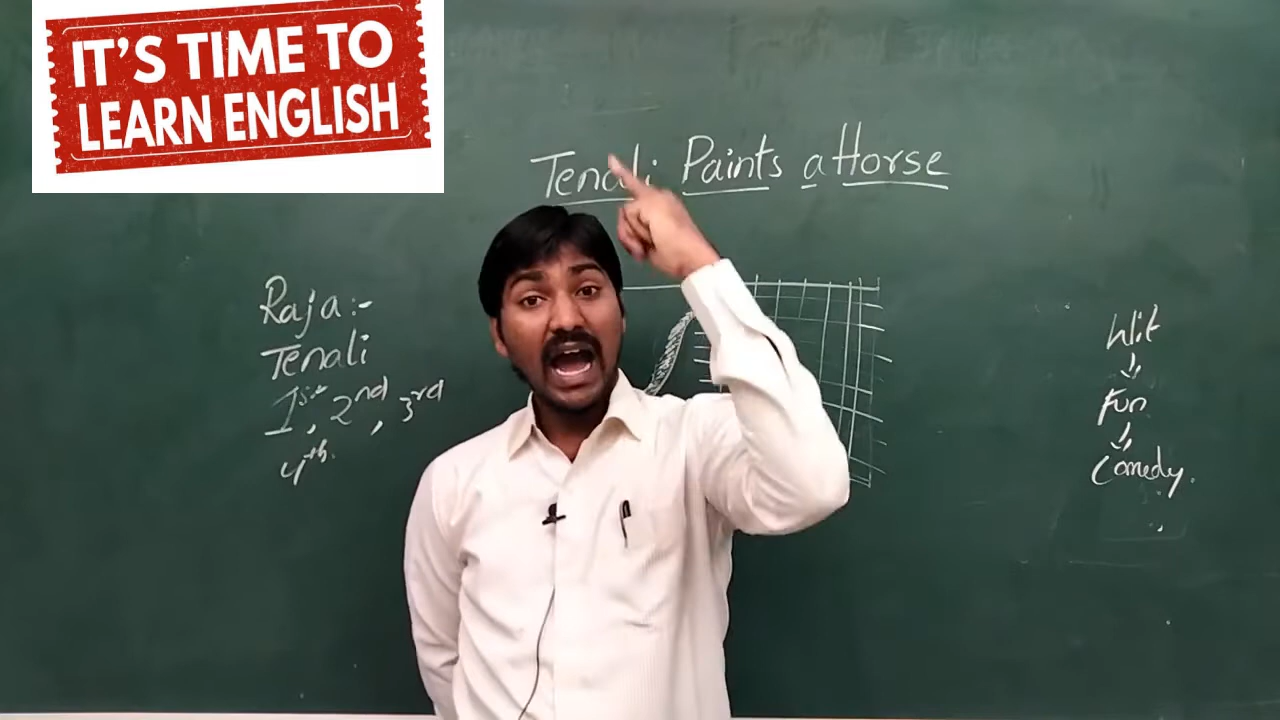 IT'S TIME TO
LEARN ENGLISH
Tenali Paints a Horse
Raja:-
Tenali
1st, 2nd, 3rd
4th.
Wit
Fun
Comedy.